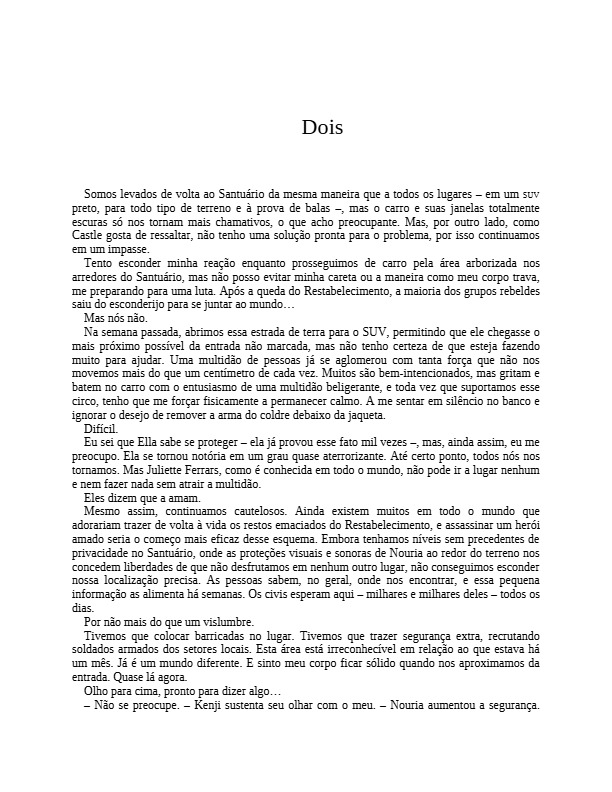 Dois
Somos levados de volta ao Santuário da mesma maneira que a todos os lugares – em um SUV
preto, para todo tipo de terreno e à prova de balas –, mas o carro e suas janelas totalmente
escuras só nos tornam mais chamativos, o que acho preocupante. Mas, por outro lado, como
Castle gosta de ressaltar, não tenho uma solução pronta para o problema, por isso continuamos
em um impasse.
Tento esconder minha reação enquanto prosseguimos de carro pela área arborizada nos
arredores do Santuário, mas não posso evitar minha careta ou a maneira como meu corpo trava,
me preparando para uma luta. Após a queda do Restabelecimento, a maioria dos grupos rebeldes
saiu do esconderijo para se juntar ao mundo…
Mas nós não.
Na semana passada, abrimos essa estrada de terra para o SUV, permitindo que ele chegasse o
mais próximo possível da entrada não marcada, mas não tenho certeza de que esteja fazendo
muito para ajudar. Uma multidão de pessoas já se aglomerou com tanta força que não nos
movemos mais do que um centímetro de cada vez. Muitos são bem-intencionados, mas gritam e
batem no carro com o entusiasmo de uma multidão beligerante, e toda vez que suportamos esse
circo, tenho que me forçar fisicamente a permanecer calmo. A me sentar em silêncio no banco e
ignorar o desejo de remover a arma do coldre debaixo da jaqueta.
Difícil.
Eu sei que Ella sabe se proteger – ela já provou esse fato mil vezes –, mas, ainda assim, eu me
preocupo. Ela se tornou notória em um grau quase aterrorizante. Até certo ponto, todos nós nos
tornamos. Mas Juliette Ferrars, como é conhecida em todo o mundo, não pode ir a lugar nenhum
e nem fazer nada sem atrair a multidão.
Eles dizem que a amam.
Mesmo assim, continuamos cautelosos. Ainda existem muitos em todo o mundo que
adorariam trazer de volta à vida os restos emaciados do Restabelecimento, e assassinar um herói
amado seria o começo mais eficaz desse esquema. Embora tenhamos níveis sem precedentes de
privacidade no Santuário, onde as proteções visuais e sonoras de Nouria ao redor do terreno nos
concedem liberdades de que não desfrutamos em nenhum outro lugar, não conseguimos esconder
nossa localização precisa. As pessoas sabem, no geral, onde nos encontrar, e essa pequena
informação as alimenta há semanas. Os civis esperam aqui – milhares e milhares deles – todos os
dias.
Por não mais do que um vislumbre.
Tivemos que colocar barricadas no lugar. Tivemos que trazer segurança extra, recrutando
soldados armados dos setores locais. Esta área está irreconhecível em relação ao que estava há
um mês. Já é um mundo diferente. E sinto meu corpo ficar sólido quando nos aproximamos da
entrada. Quase lá agora.
Olho para cima, pronto para dizer algo…
– Não se preocupe. – Kenji sustenta seu olhar com o meu. – Nouria aumentou a segurança.